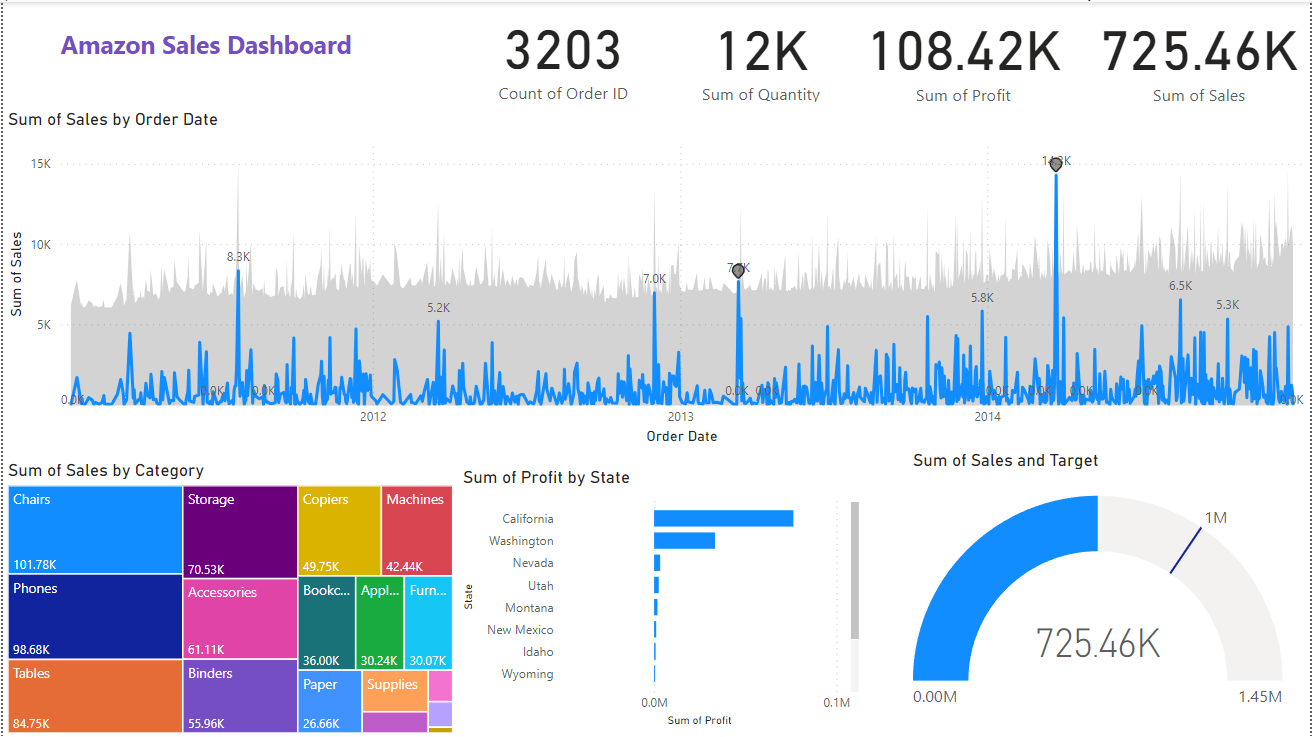 Amazon Sales Dashboard
3203
Count of Order ID
12K
Sum of Quantity
108.42K
Sum of Profit
725.46K
Sum of Sales
Sum of Sales by Order Date
Sum of Sales
15K
10K
5K
0.0K
8.3K
5.2K
7.0K
5.8K
6.5K
5.3K
0.0K
0.0K
0.0K
0.0K
0.0K
0.0K
0.0K
0.0K
0.0K
2012
2013
2014
Order Date
Sum of Sales by Category
Chairs
101.78K
Phones
98.68K
Tables
84.75K
Storage
70.53K
Accessories
61.11K
Binders
55.96K
Copiers
49.75K
Machines
42.44K
Bookc...
36.00K
Appl...
30.24K
Furn...
30.07K
Paper
26.66K
Supplies
Sum of Profit by State
State
California
Washington
Nevada
Utah
Montana
New Mexico
Idaho
Wyoming
0.0M
0.1M
Sum of Profit
Sum of Sales and Target
1M
725.46K
0.00M
1.45M